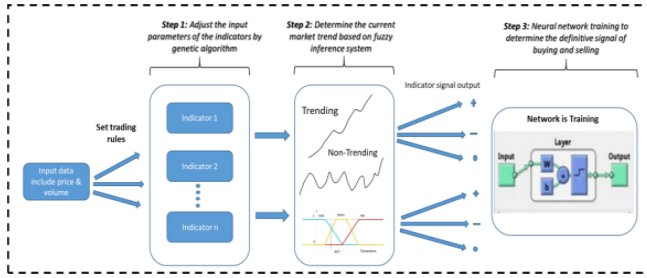 Step 1: Adjust the input
parameters of the indicators by
genetic algorithm
Step 2: Determine the current
market trend based on fuzzy
inference system
Step 3: Neural network training to
determine the definitive signal of
buying and selling
Indicator signal output
Set trading
rules
Input data
include price &
volume
Indicator 1
Indicator 2
Indicator n
Trending
Non-Trending
+
−
•
+
−
•
Network is Training
Layer
Input
W
b
Output